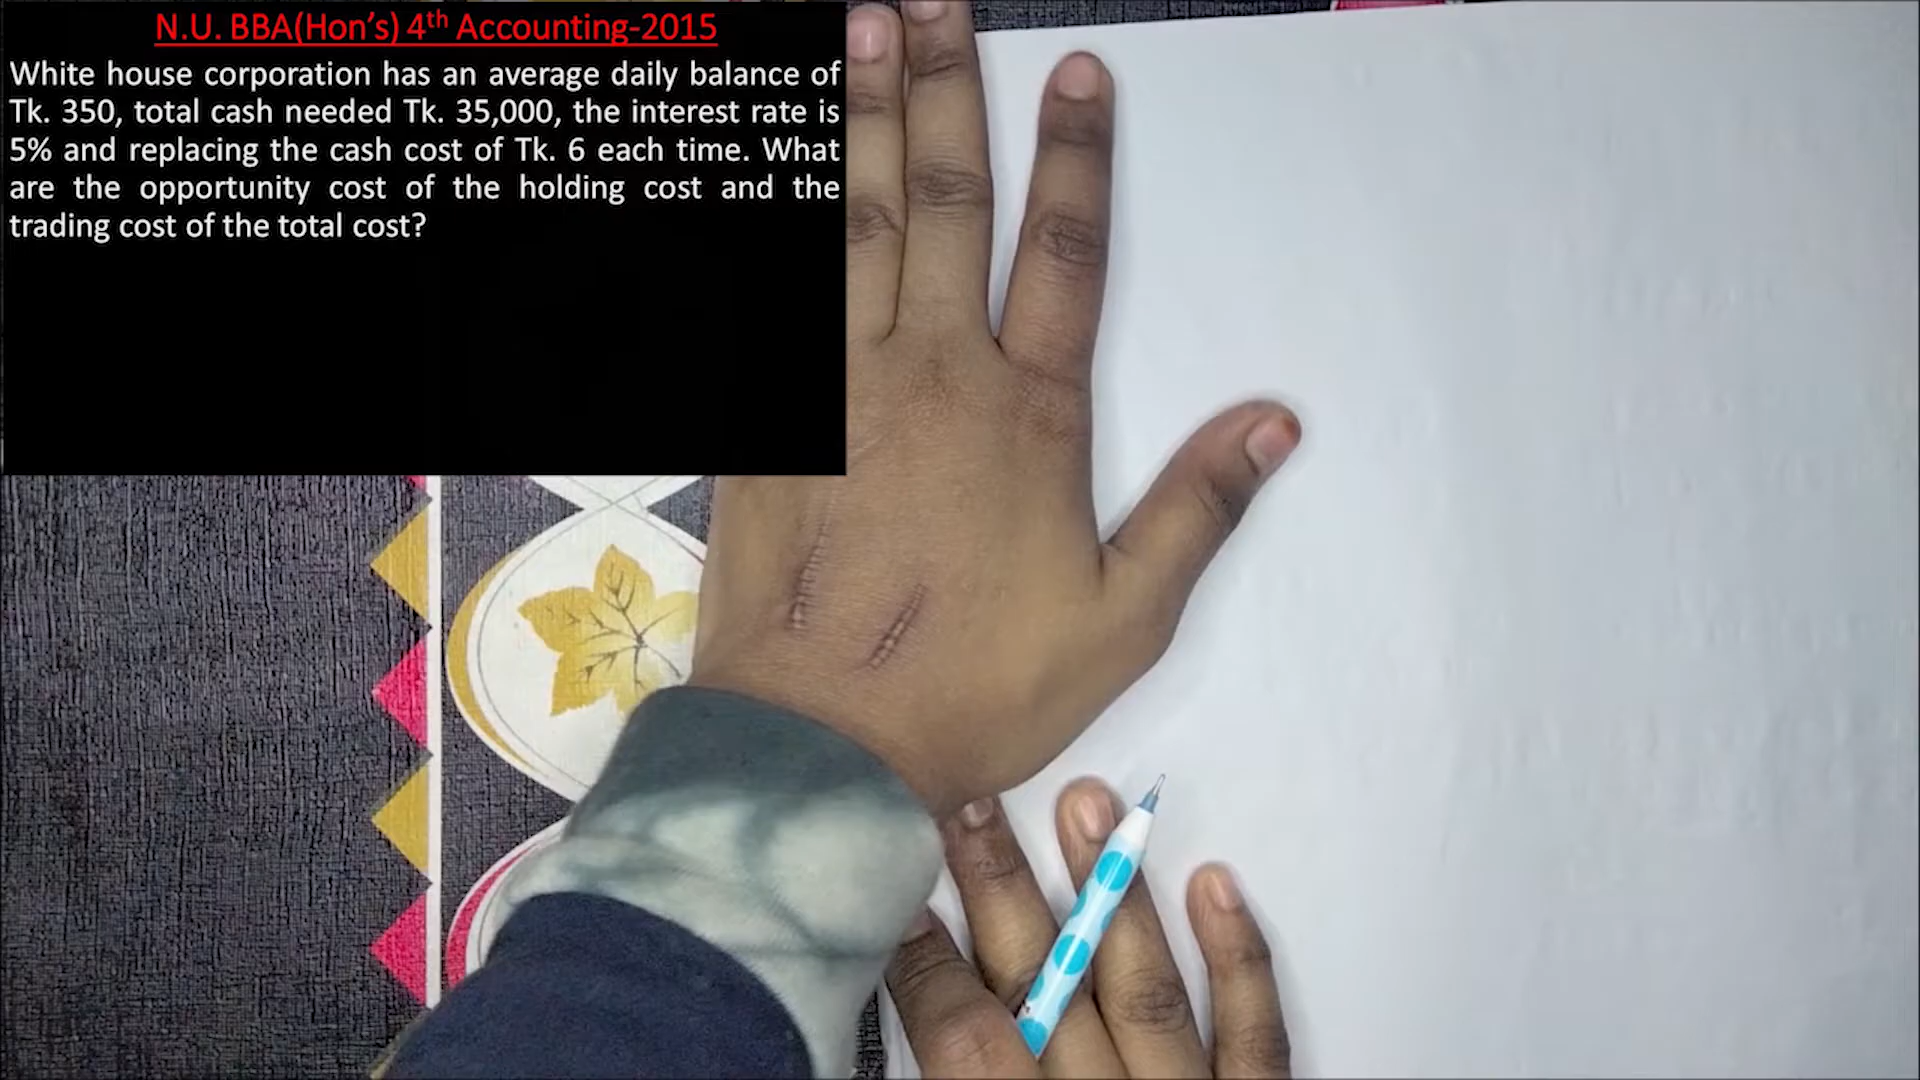 N.U. BBA(Hon’s) 4th Accounting-2015
White house corporation has an average daily balance of
Tk. 350, total cash needed Tk. 35,000, the interest rate is
5% and replacing the cash cost of Tk. 6 each time. What
are the opportunity cost of the holding cost and the
trading cost of the total cost?